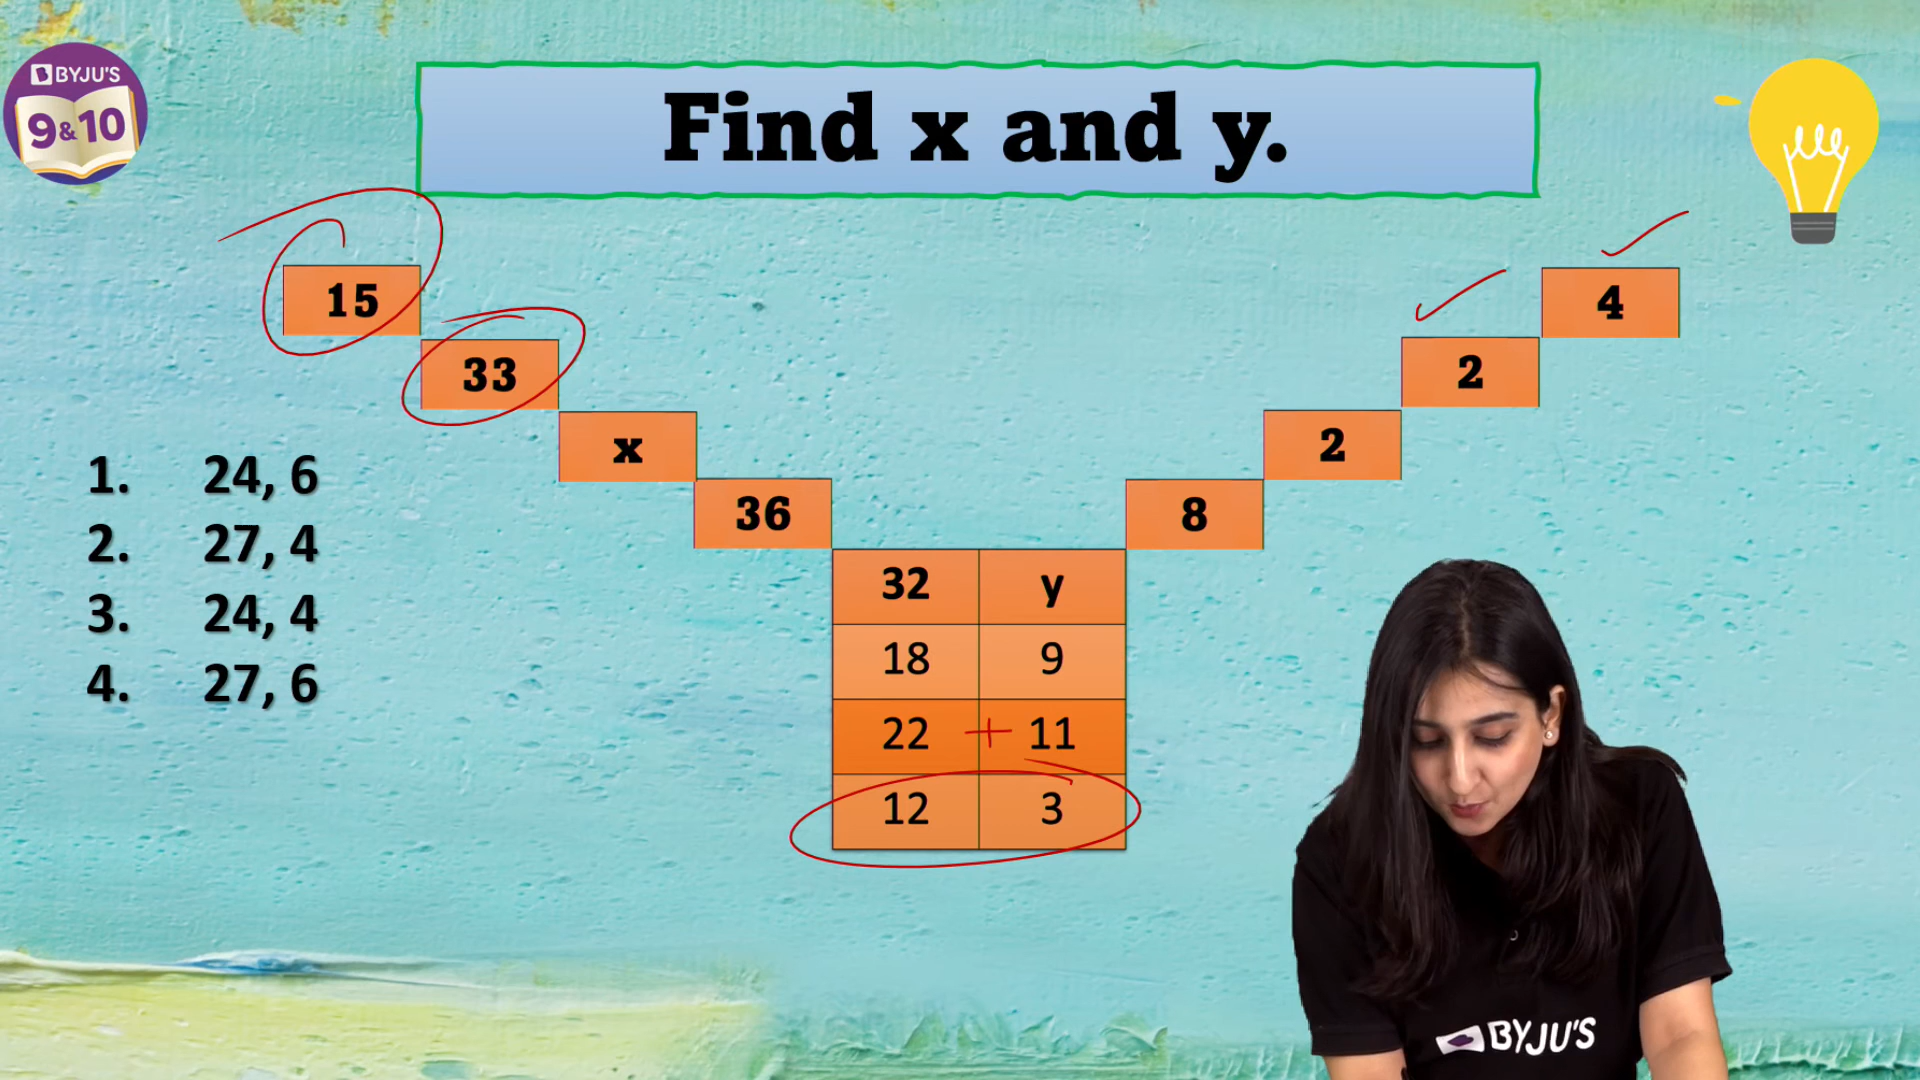 BYJU'S
9&10
Find x and y.
15
4
33
2
x
2
36
8
1. 24, 6
2. 27, 4
3. 24, 4
4. 27, 6
32 y
18 9
22 + 11
12 3
BYJU'S